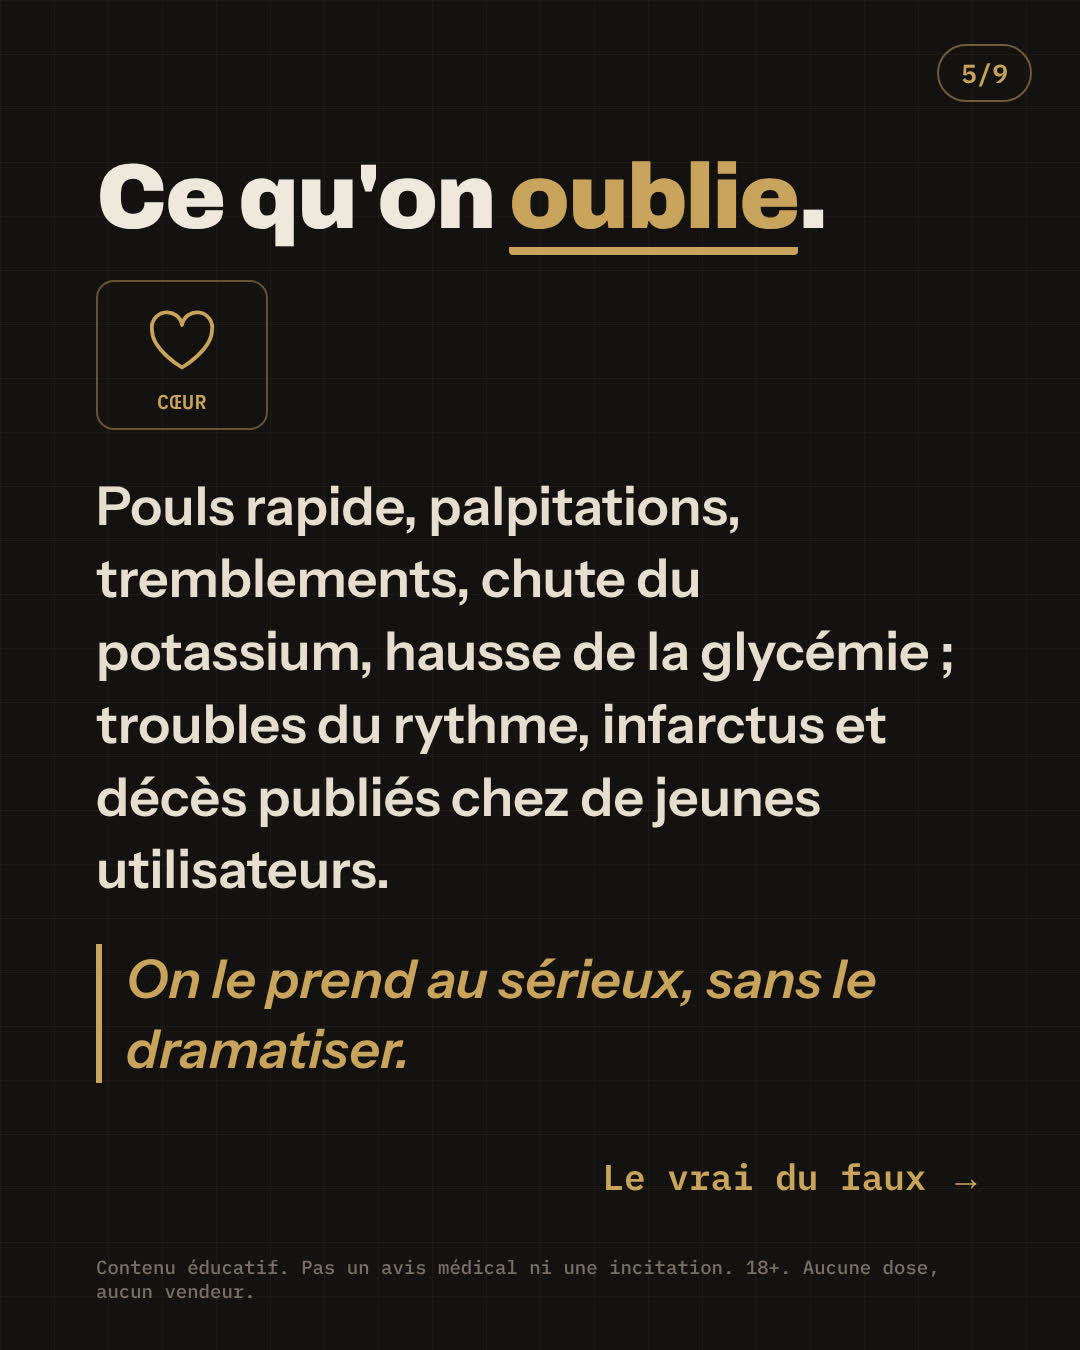 5/9
Ce qu'on oublie.
CŒUR
Pouls rapide, palpitations,
tremblements, chute du
potassium, hausse de la glycémie ;
troubles du rythme, infarctus et
décès publiés chez de jeunes
utilisateurs.
On le prend au sérieux, sans le
dramatiser.
Le vrai du faux →
Contenu éducatif. Pas un avis médical ni une incitation. 18+. Aucune dose,
aucun vendeur.